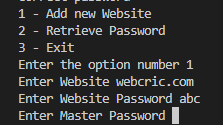 1 - Add new Website
2 - Retrieve Password
3 - Exit
Enter the option number 1
Enter Website webcric.com
Enter Website Password abc
Enter Master Password